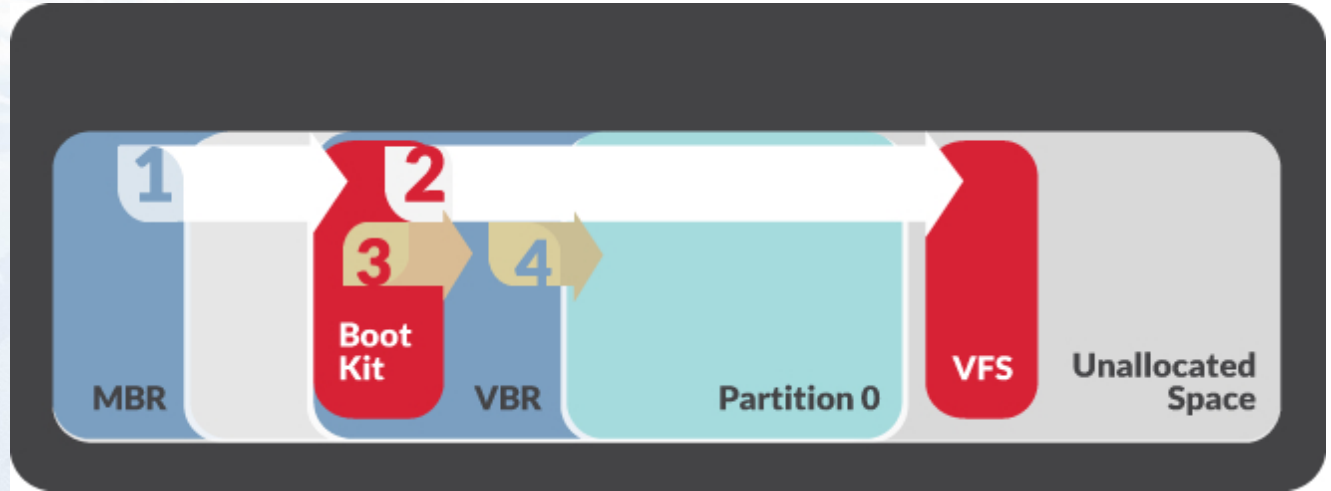 1
2
3
4
Boot
Kit
MBR
VBR
Partition 0
VFS
Unallocated
Space